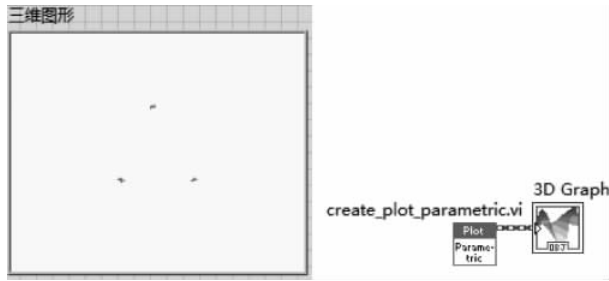 三维图形
3D Graph
create_plot_parametric.vi
Plot
Parame-
tric